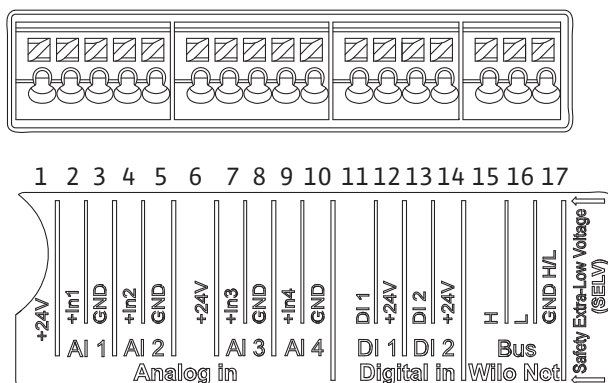 1 2 3 4 5 6 7 8 9 10 11 12 13 14 15 16 17
+24V +In1 GND +In2 GND +24V +In3 GND +In4 GND DI 1 +24V DI 2 +24V H L GND H/L
AI 1 AI 2 AI 3 AI 4 DI 1 DI 2 Bus
Analog in Digital in Wilo Net
Safety Extra-Low Voltage
(SELV)